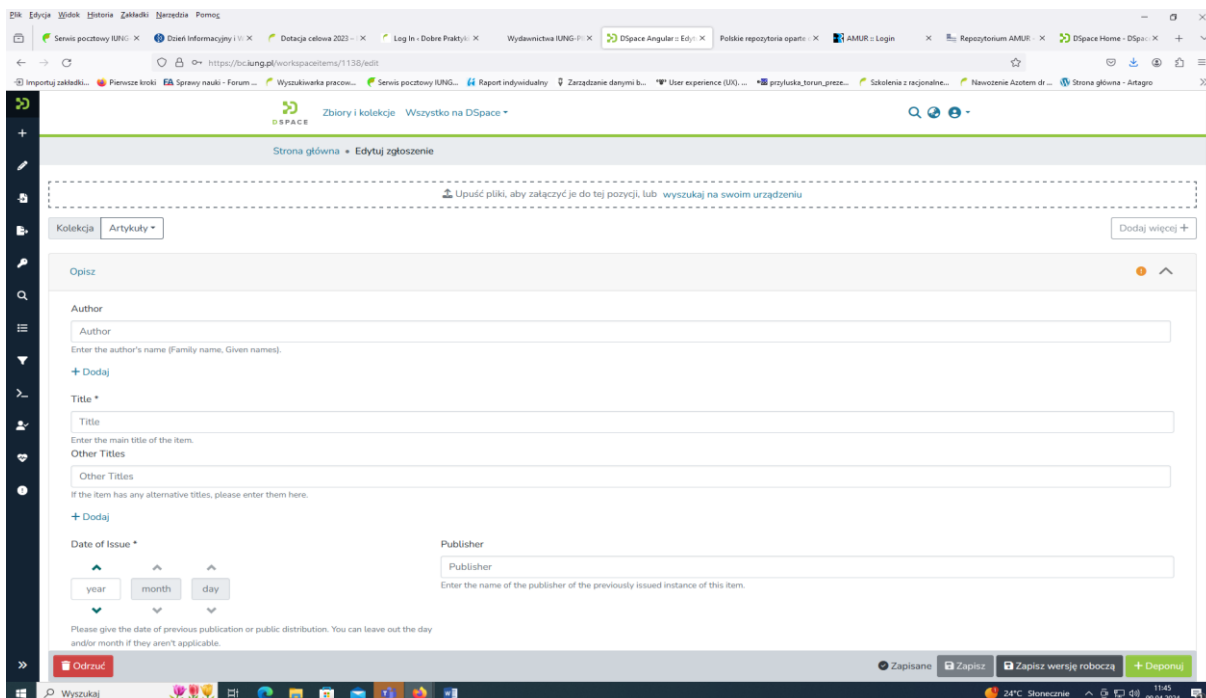 Plik Edycja Widok Historia Zakładki Narzędzia Pomoc
Serwis pocztowy IUNG- Dzień Informacyjny i Dotacja celowa 2023 – Log In ‹ Dobre Praktyki Wydawnictwa IUNG-PI DSpace Angular :: Edytu Polskie repozytoria oparte AMUR :: Login Repozytorium AMUR - DSpace Home - DSpac
https://bc.iung.pl/workspaceitems/1138/edit
Importuj zakładki... Pierwsze kroki EA Sprawy nauki - Forum ... Wyszukiwarka pracow... Serwis pocztowy IUNG... Raport indywidualny Zarządzanie danymi b... User experience (UX). ... przyluska_torun_preze... Szkolenia z racjonalne... Nawozenie Azotem dr ... Strona główna - Artagro
DSPACE
Zbiory i kolekcje Wszystko na DSpace
Strona główna • Edytuj zgłoszenie
Upuść pliki, aby załączyć je do tej pozycji, lub wyszukaj na swoim urządzeniu
Kolekcja Artykuły Dodaj więcej +
Opisz
Author
Author
Enter the author's name (Family name, Given names).
+ Dodaj
Title *
Title
Enter the main title of the item.
Other Titles
Other Titles
If the item has any alternative titles, please enter them here.
+ Dodaj
Date of Issue * Publisher
Publisher
year month day
Enter the name of the publisher of the previously issued instance of this item.
Please give the date of previous publication or public distribution. You can leave out the day
and/or month if they aren't applicable.
Odrzuć Zapisane Zapisz Zapisz wersję roboczą + Deponuj
Wyszukaj 24°C Słonecznie 11:45
09.04.2024